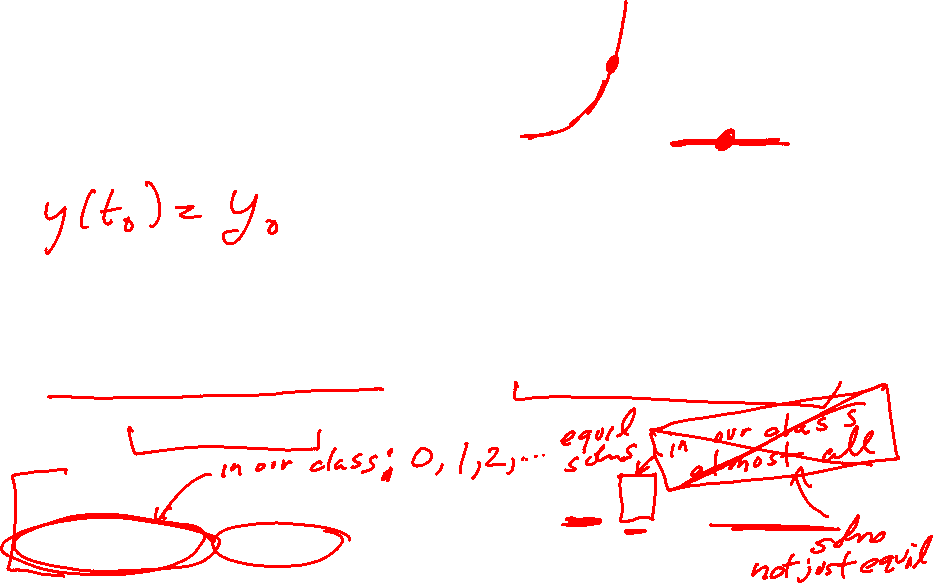 y(t₀) = y₀
in our class: 0, 1, 2, ...
equil
solns
in our class
almost all
solns
not just equil